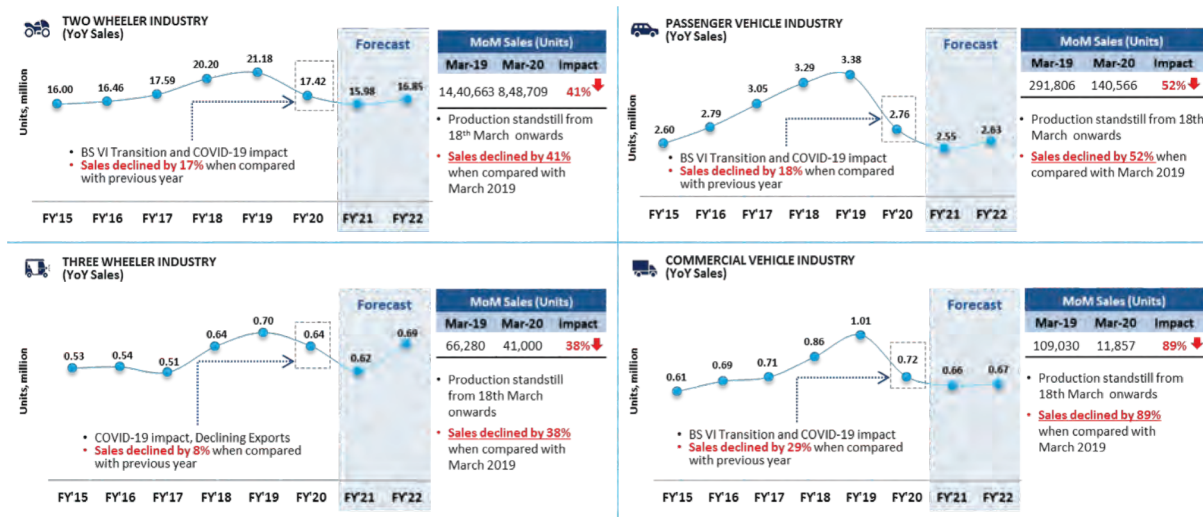 TWO WHEELER INDUSTRY
(YoY Sales)
Units, million
16.00
16.46
17.59
20.20
21.18
17.42
Forecast
15.98
16.85
• BS VI Transition and COVID-19 impact
• Sales declined by 17% when compared
with previous year
FY'15 FY'16 FY'17 FY'18 FY'19 FY'20 FY'21 FY'22
MoM Sales (Units)
Mar-19 Mar-20 Impact
14,40,663 8,48,709 41%
• Production standstill from
18th March onwards
• Sales declined by 41%
when compared with
March 2019
PASSENGER VEHICLE INDUSTRY
(YoY Sales)
Units, million
2.60
2.79
3.05
3.29
3.38
2.76
Forecast
2.55
2.63
• BS VI Transition and COVID-19 impact
• Sales declined by 18% when compared
with previous year
FY'15 FY'16 FY'17 FY'18 FY'19 FY'20 FY'21 FY'22
MoM Sales (Units)
Mar-19 Mar-20 Impact
291,806 140,566 52%
• Production standstill from 18th
March onwards
• Sales declined by 52% when
compared with March 2019
THREE WHEELER INDUSTRY
(YoY Sales)
Units, million
0.53
0.54
0.51
0.64
0.70
0.64
Forecast
0.62
0.69
• COVID-19 impact, Declining Exports
• Sales declined by 8% when compared
with previous year
FY'15 FY'16 FY'17 FY'18 FY'19 FY'20 FY'21 FY'22
MoM Sales (Units)
Mar-19 Mar-20 Impact
66,280 41,000 38%
• Production standstill
from 18th March
onwards
• Sales declined by 38%
when compared with
March 2019
COMMERCIAL VEHICLE INDUSTRY
(YoY Sales)
Units, million
0.61
0.69
0.71
0.86
1.01
0.72
Forecast
0.66
0.67
• BS VI Transition and COVID-19 impact
• Sales declined by 29% when compared
with previous year
FY'15 FY'16 FY'17 FY'18 FY'19 FY'20 FY'21 FY'22
MoM Sales (Units)
Mar-19 Mar-20 Impact
109,030 11,857 89%
• Production standstill from
18th March onwards
• Sales declined by 89%
when compared with
March 2019